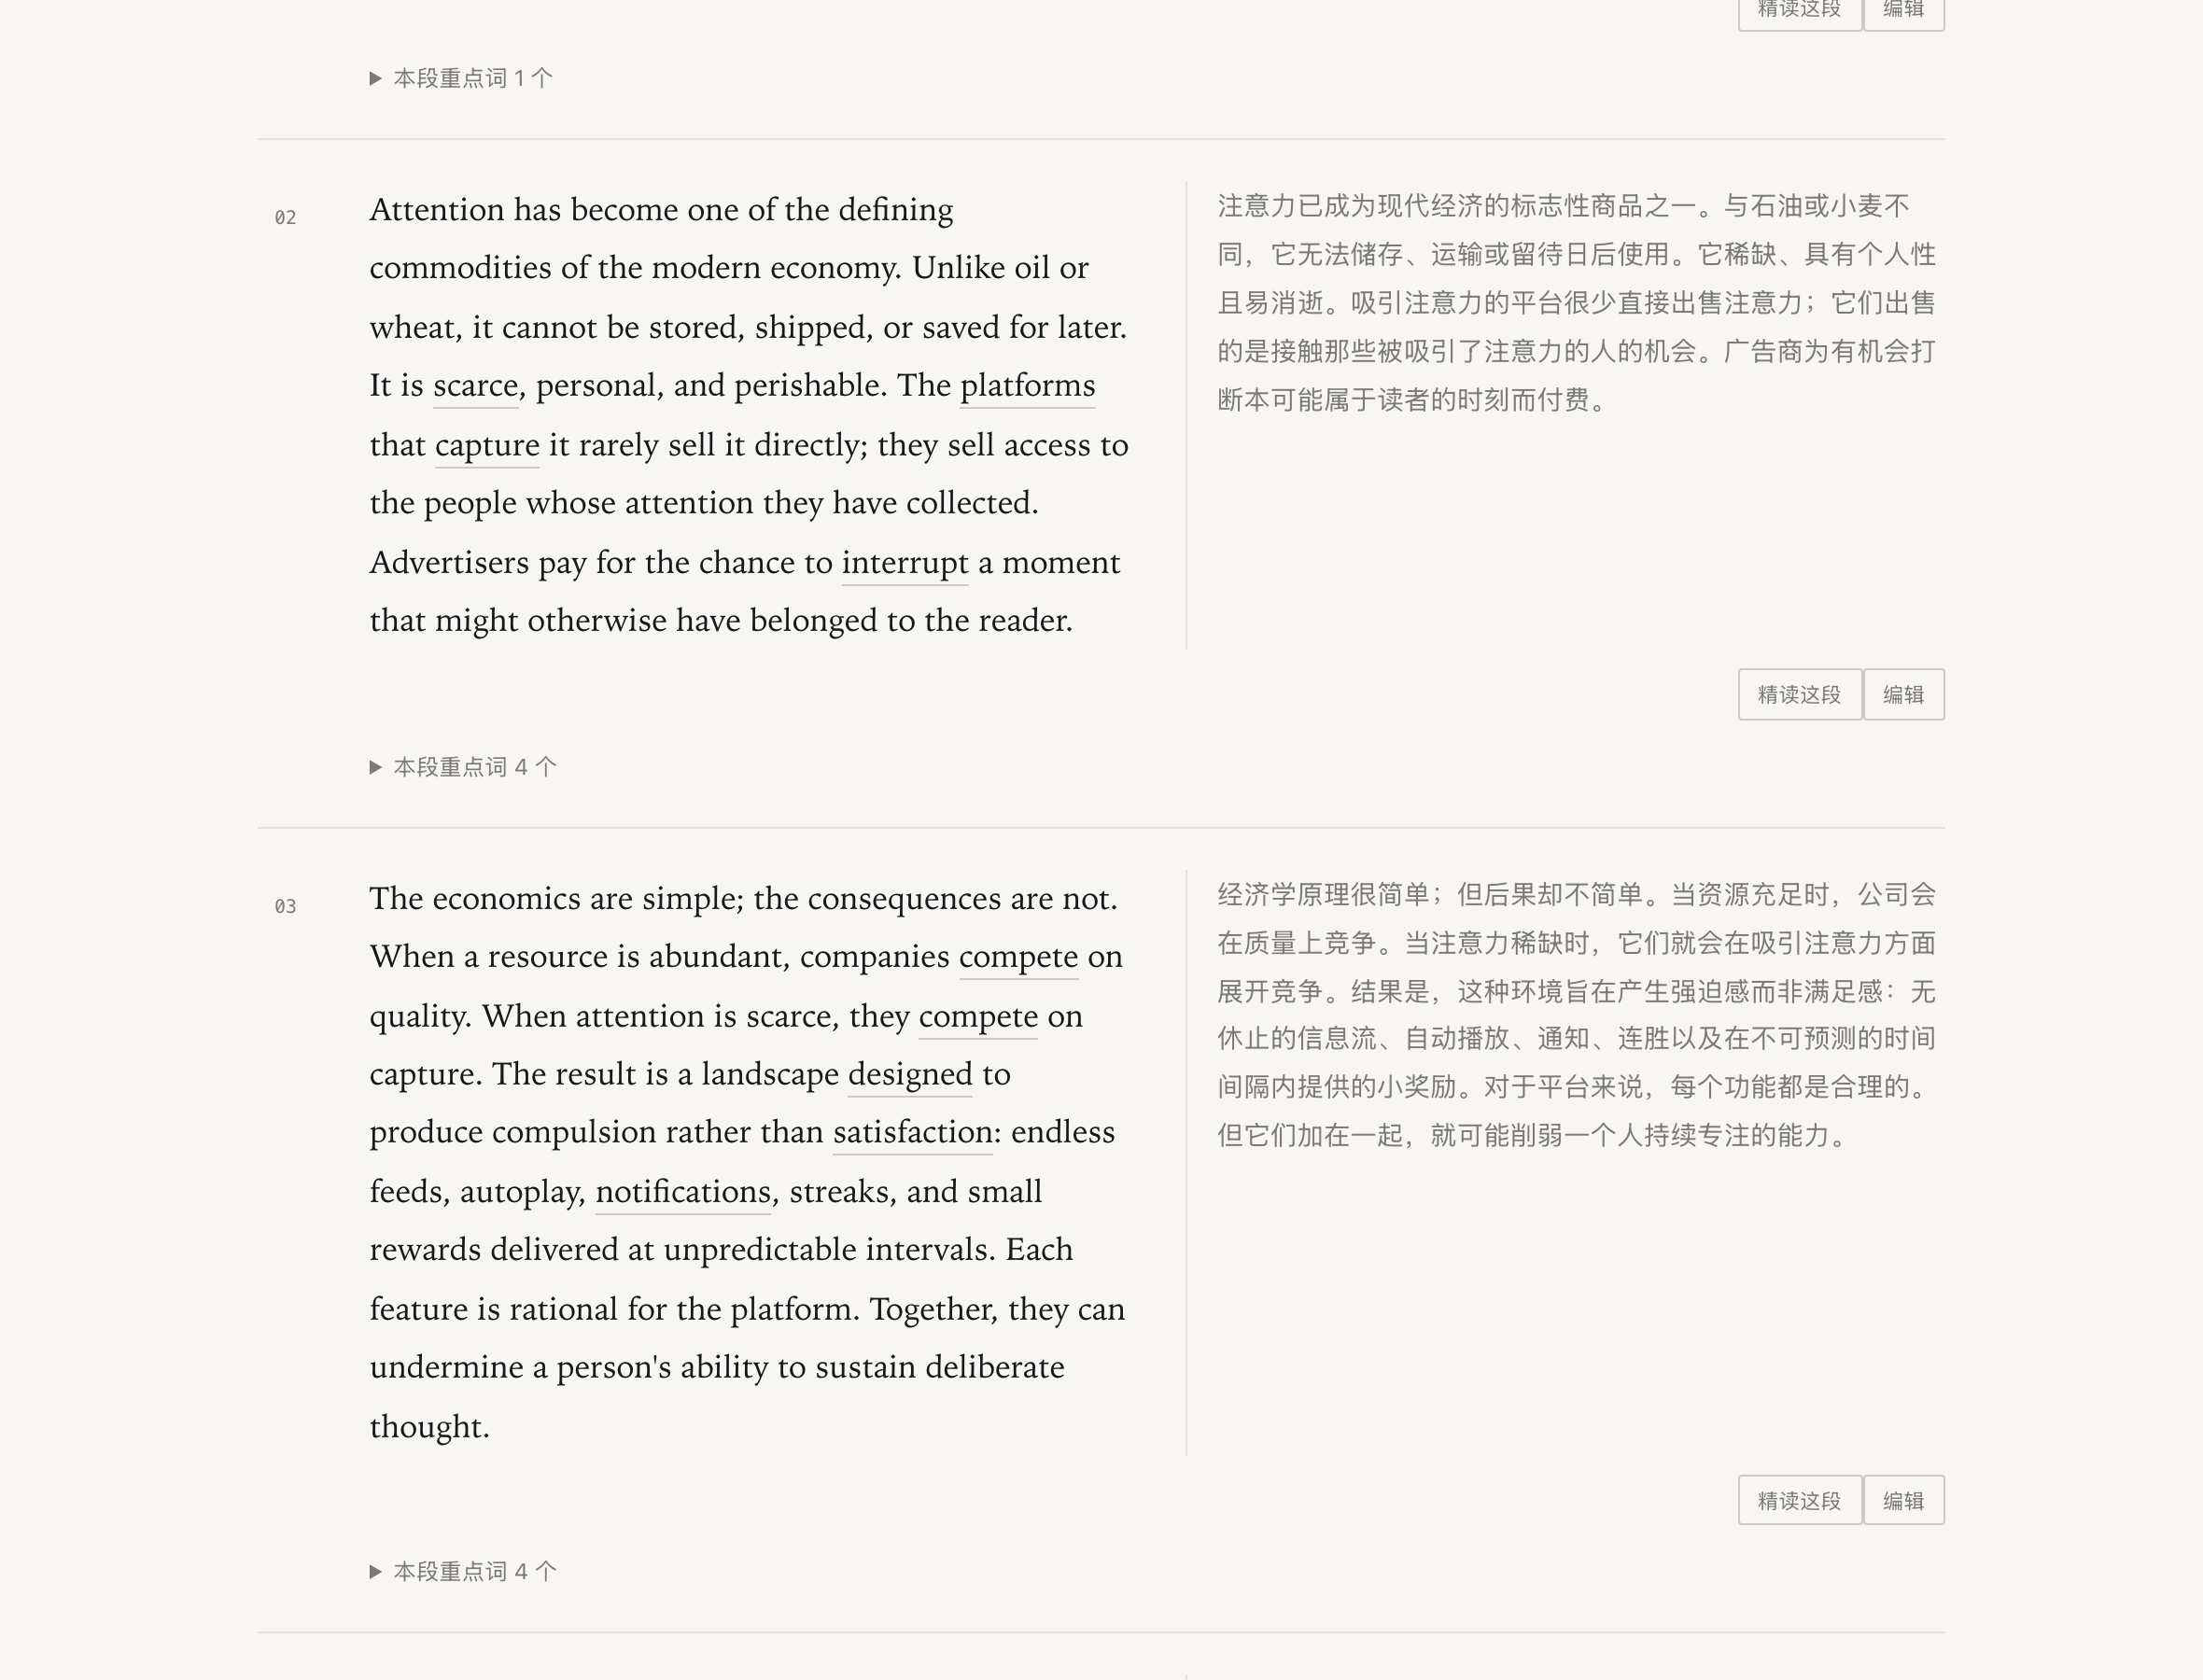 精读这段 编辑
▶ 本段重点词 1 个
02
Attention has become one of the defining
commodities of the modern economy. Unlike oil or
wheat, it cannot be stored, shipped, or saved for later.
It is scarce, personal, and perishable. The platforms
that capture it rarely sell it directly; they sell access to
the people whose attention they have collected.
Advertisers pay for the chance to interrupt a moment
that might otherwise have belonged to the reader.
注意力已成为现代经济的标志性商品之一。与石油或小麦不
同，它无法储存、运输或留待日后使用。它稀缺、具有个人性
且易消逝。吸引注意力的平台很少直接出售注意力；它们出售
的是接触那些被吸引了注意力的人的机会。广告商为有机会打
断本可能属于读者的时刻而付费。
精读这段 编辑
▶ 本段重点词 4 个
03
The economics are simple; the consequences are not.
When a resource is abundant, companies compete on
quality. When attention is scarce, they compete on
capture. The result is a landscape designed to
produce compulsion rather than satisfaction: endless
feeds, autoplay, notifications, streaks, and small
rewards delivered at unpredictable intervals. Each
feature is rational for the platform. Together, they can
undermine a person's ability to sustain deliberate
thought.
经济学原理很简单；但后果却不简单。当资源充足时，公司会
在质量上竞争。当注意力稀缺时，它们就会在吸引注意力方面
展开竞争。结果是，这种环境旨在产生强迫感而非满足感：无
休止的信息流、自动播放、通知、连胜以及在不可预测的时间
间隔内提供的小奖励。对于平台来说，每个功能都是合理的。
但它们加在一起，就可能削弱一个人持续专注的能力。
精读这段 编辑
▶ 本段重点词 4 个